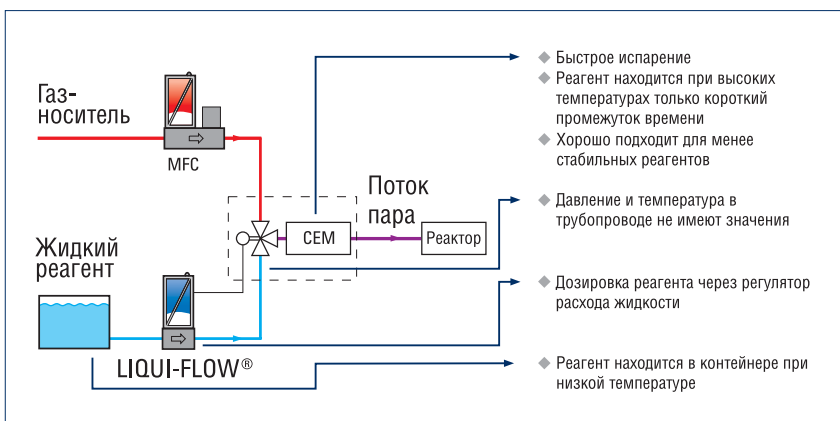 Газ-
носитель
MFC
Жидкий
реагент
LIQUI-FLOW®
CEM
Поток
пара
Реактор
◆ Быстрое испарение
◆ Реагент находится при высоких
температурах только короткий
промежуток времени
◆ Хорошо подходит для менее
стабильных реагентов
◆ Давление и температура в
трубопроводе не имеют значения
◆ Дозировка реагента через регулятор
расхода жидкости
◆ Реагент находится в контейнере при
низкой температуре